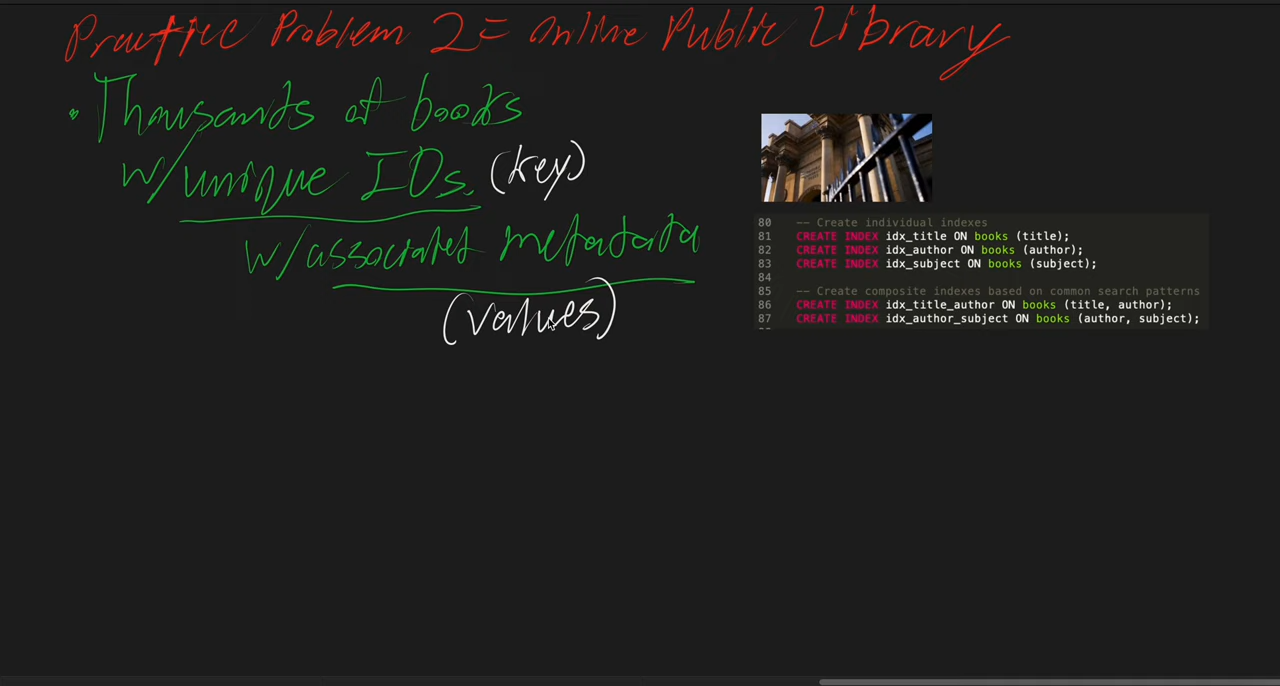 Practice Problem 2= Online Public Library
• Thousands of books
w/unique IDs. (key)
w/associated metadata
(values)
80 -- Create individual indexes
81 CREATE INDEX idx_title ON books (title);
82 CREATE INDEX idx_author ON books (author);
83 CREATE INDEX idx_subject ON books (subject);
84
85 -- Create composite indexes based on common search patterns
86 CREATE INDEX idx_title_author ON books (title, author);
87 CREATE INDEX idx_author_subject ON books (author, subject);